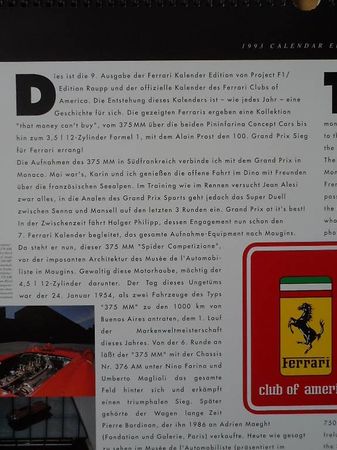 1993 CALENDAR E
Dies ist die 9. Ausgabe der Ferrari Kalender Edition von Project F1/
Edition Raupp und der offizielle Kalender des Ferrari Clubs of
America. Die Entstehung dieses Kalenders ist – wie jedes Jahr – eine
Geschichte für sich. Die gezeigten Ferraris ergeben eine Kollektion
"that money can't buy", vom 375MM über die beiden Pininfarina Concept Cars bis
hin zum 3,5 l 12-Zylinder Formel 1, mit dem Alain Prost den 100. Grand Prix Sieg
für Ferrari errang!
Die Aufnahmen des 375 MM in Südfrankreich verbinde ich mit dem Grand Prix in
Monaco. Mai war's, Karin und ich genießen die offene Fahrt im Dino mit Freunden
über die französischen Seealpen. Im Training wie im Rennen versucht Jean Alesi
zwar alles, in die Analen des Grand Prix Sports geht jedoch das Super Duell
zwischen Senna und Mansell auf den letzten 3 Runden ein. Grand Prix at it's best!
In der Zwischenzeit fährt Holger Philipp, dessen Engagement nun schon den
7. Ferrari Kalender begleitet, das gesamte Aufnahme-Equipment nach Mougins.
Da steht er nun, dieser 375 MM "Spider Competizione",
vor der imposanten Architektur des Musée de l'Automobi-
liste in Mougins. Gewaltig diese Motorhaube, mächtig der
4,5 l 12-Zylinder darunter. Der Tag dieses Ungetüms
war der 24. Januar 1954, als zwei Fahrzeuge des Typs
"375 MM" zu den 1000 km von
Buenos Aires antraten, dem 1. Lauf
der Markenweltmeisterschaft
dieses Jahres. Von der 6. Runde an
läßt der "375 MM" mit der Chassis
Nr. 376 AM unter Nino Farina und
Umberto Maglioli das gesamte
Feld hinter sich und erkämpft
einen triumphalen Sieg. Später
gehörte der Wagen lange Zeit
Pierre Bardinon, der ihn 1986 an Adrien Maeght
(Fondation und Galerie, Paris) verkaufte. Heute wie gesagt
zu sehen im Musée de l'Automobiliste (präsentiert im
Ferrari
club of amer
750